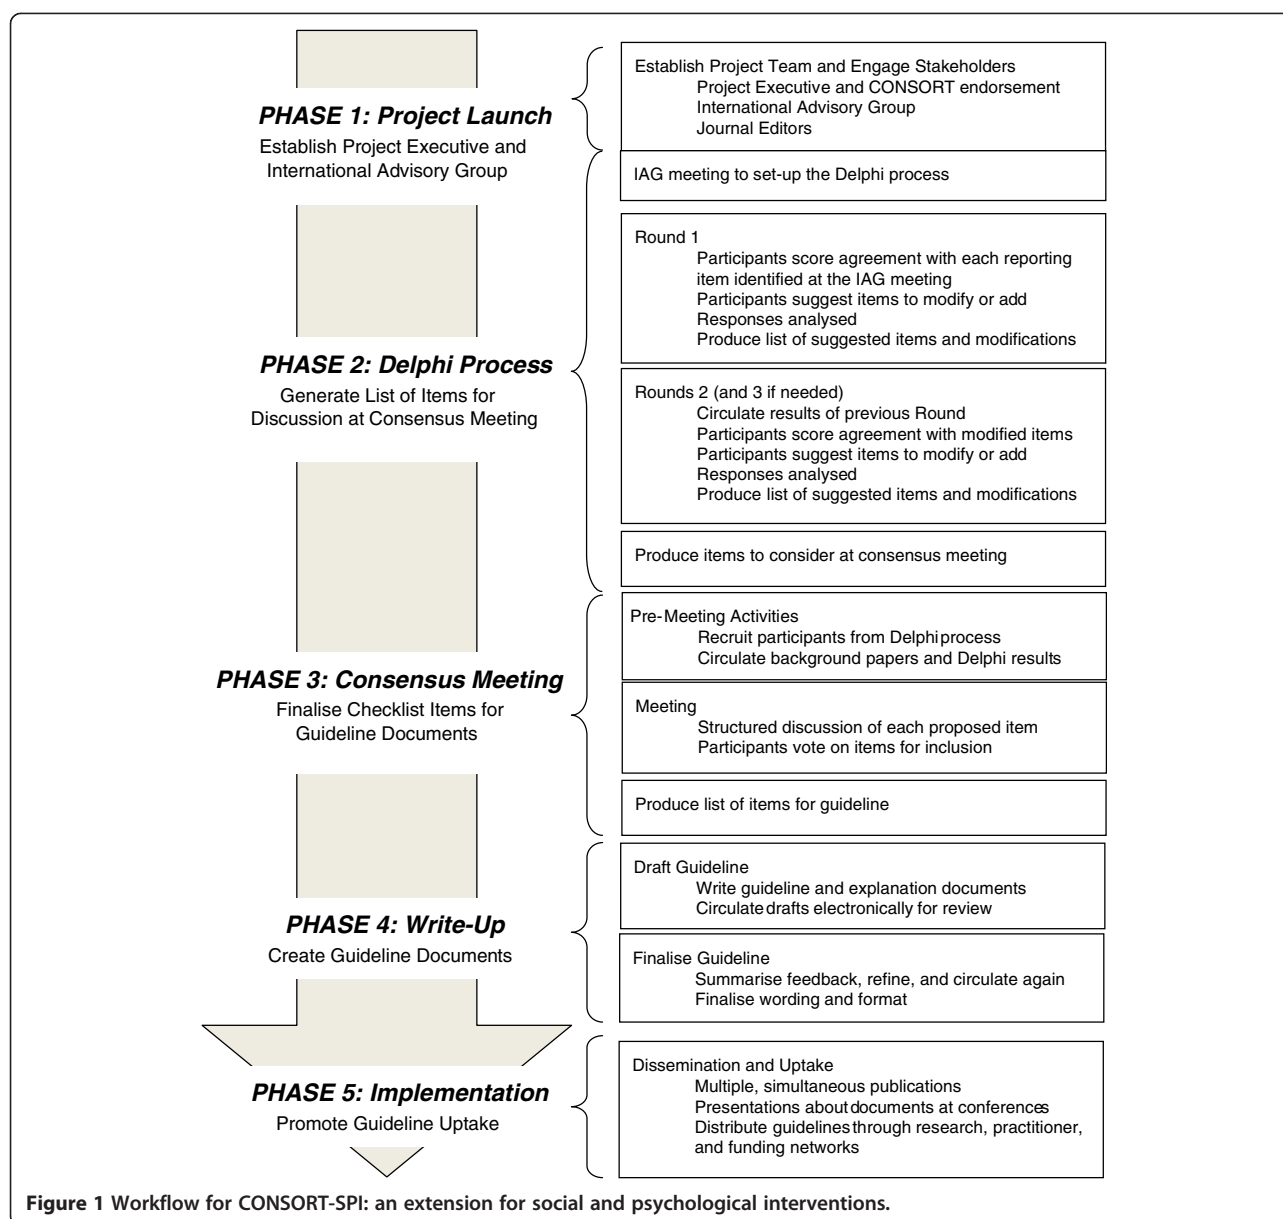 PHASE 1: Project Launch
Establish Project Executive and
International Advisory Group
Establish Project Team and Engage Stakeholders
Project Executive and CONSORT endorsement
International Advisory Group
Journal Editors
PHASE 2: Delphi Process
Generate List of Items for
Discussion at Consensus Meeting
IAG meeting to set-up the Delphi process
Round 1
Participants score agreement with each reporting
item identified at the IAG meeting
Participants suggest items to modify or add
Responses analysed
Produce list of suggested items and modifications
Rounds 2 (and 3 if needed)
Circulate results of previous Round
Participants score agreement with modified items
Participants suggest items to modify or add
Responses analysed
Produce list of suggested items and modifications
Produce items to consider at consensus meeting
PHASE 3: Consensus Meeting
Finalise Checklist Items for
Guideline Documents
Pre-Meeting Activities
Recruit participants from Delphi process
Circulate background papers and Delphi results
Meeting
Structured discussion of each proposed item
Participants vote on items for inclusion
Produce list of items for guideline
PHASE 4: Write-Up
Create Guideline Documents
Draft Guideline
Write guideline and explanation documents
Circulate drafts electronically for review
Finalise Guideline
Summarise feedback, refine, and circulate again
Finalise wording and format
PHASE 5: Implementation
Promote Guideline Uptake
Dissemination and Uptake
Multiple, simultaneous publications
Presentations about documents at conferences
Distribute guidelines through research, practitioner,
and funding networks
Figure 1 Workflow for CONSORT-SPI: an extension for social and psychological interventions.